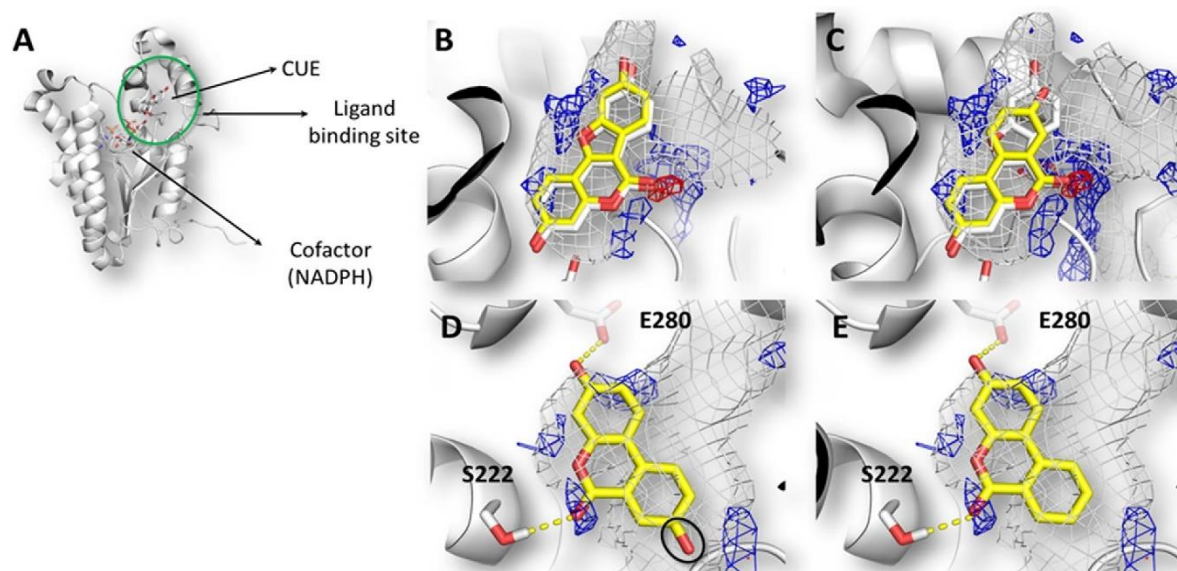 A
CUE
Ligand
binding site
Cofactor
(NADPH)
B
C
D
E280
S222
E
E280
S222